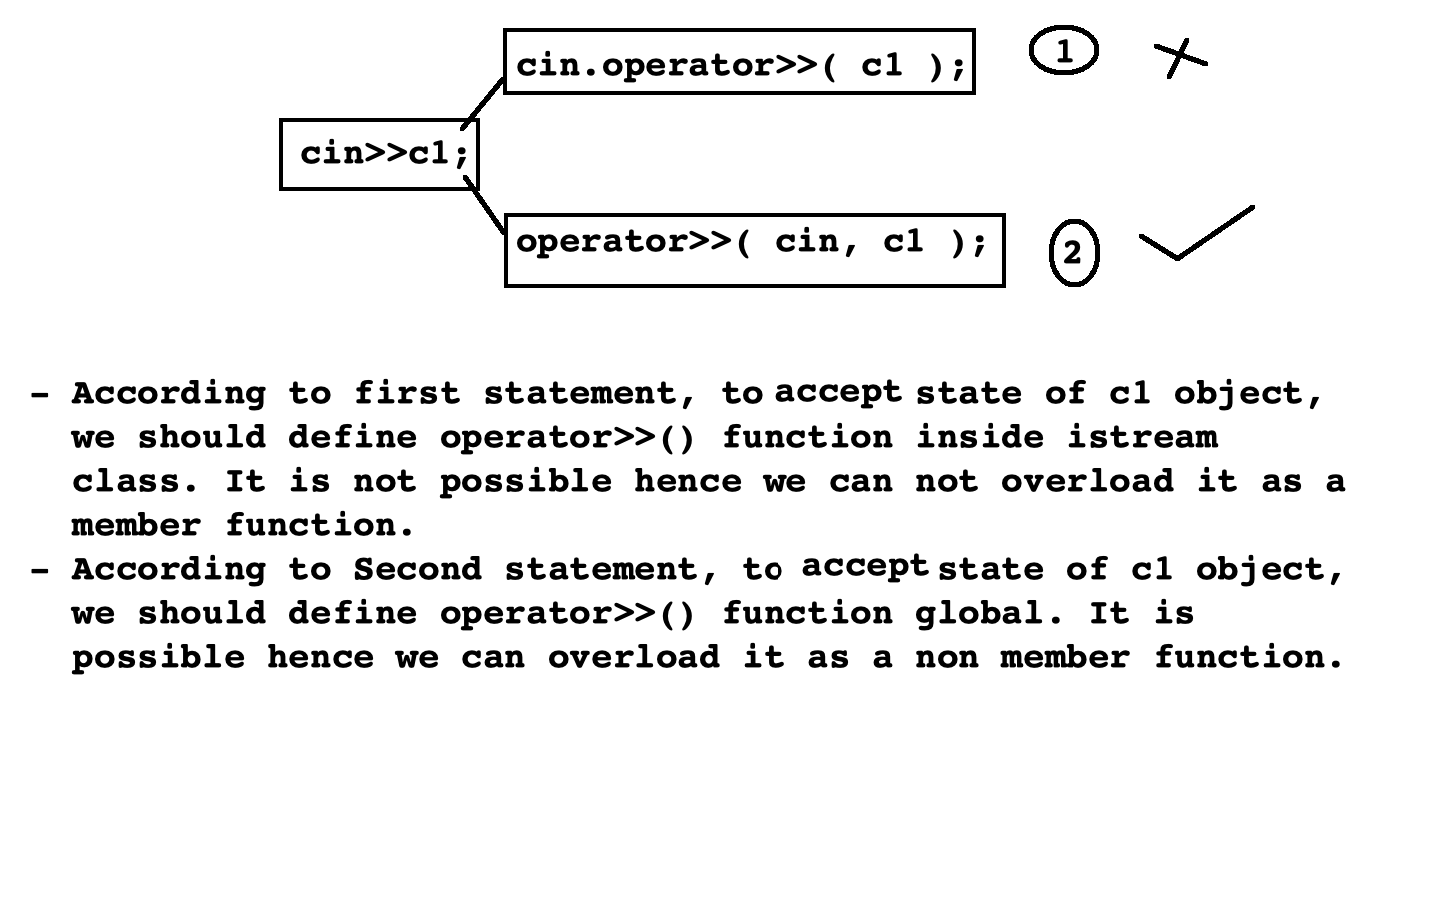 cin.operator>>( c1 );
1
cin>>c1;
operator>>( cin, c1 );
2
- According to first statement, to accept state of c1 object,
we should define operator>>() function inside istream
class. It is not possible hence we can not overload it as a
member function.
- According to Second statement, to accept state of c1 object,
we should define operator>>() function global. It is
possible hence we can overload it as a non member function.